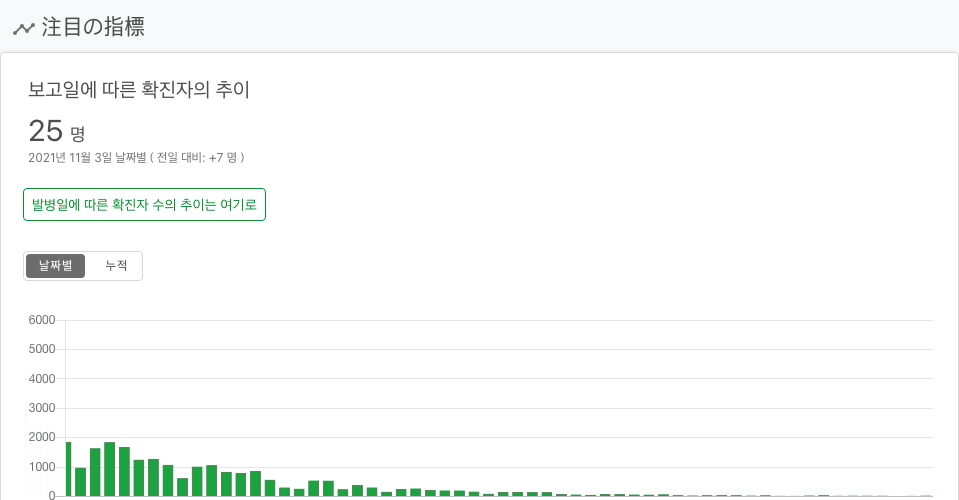 注目の指標
보고일에 따른 확진자의 추이
25 명
2021년 11월 3일 날짜별 ( 전일 대비: +7 명 )
발병일에 따른 확진자 수의 추이는 여기로
날짜별 누적
6000
5000
4000
3000
2000
1000
0